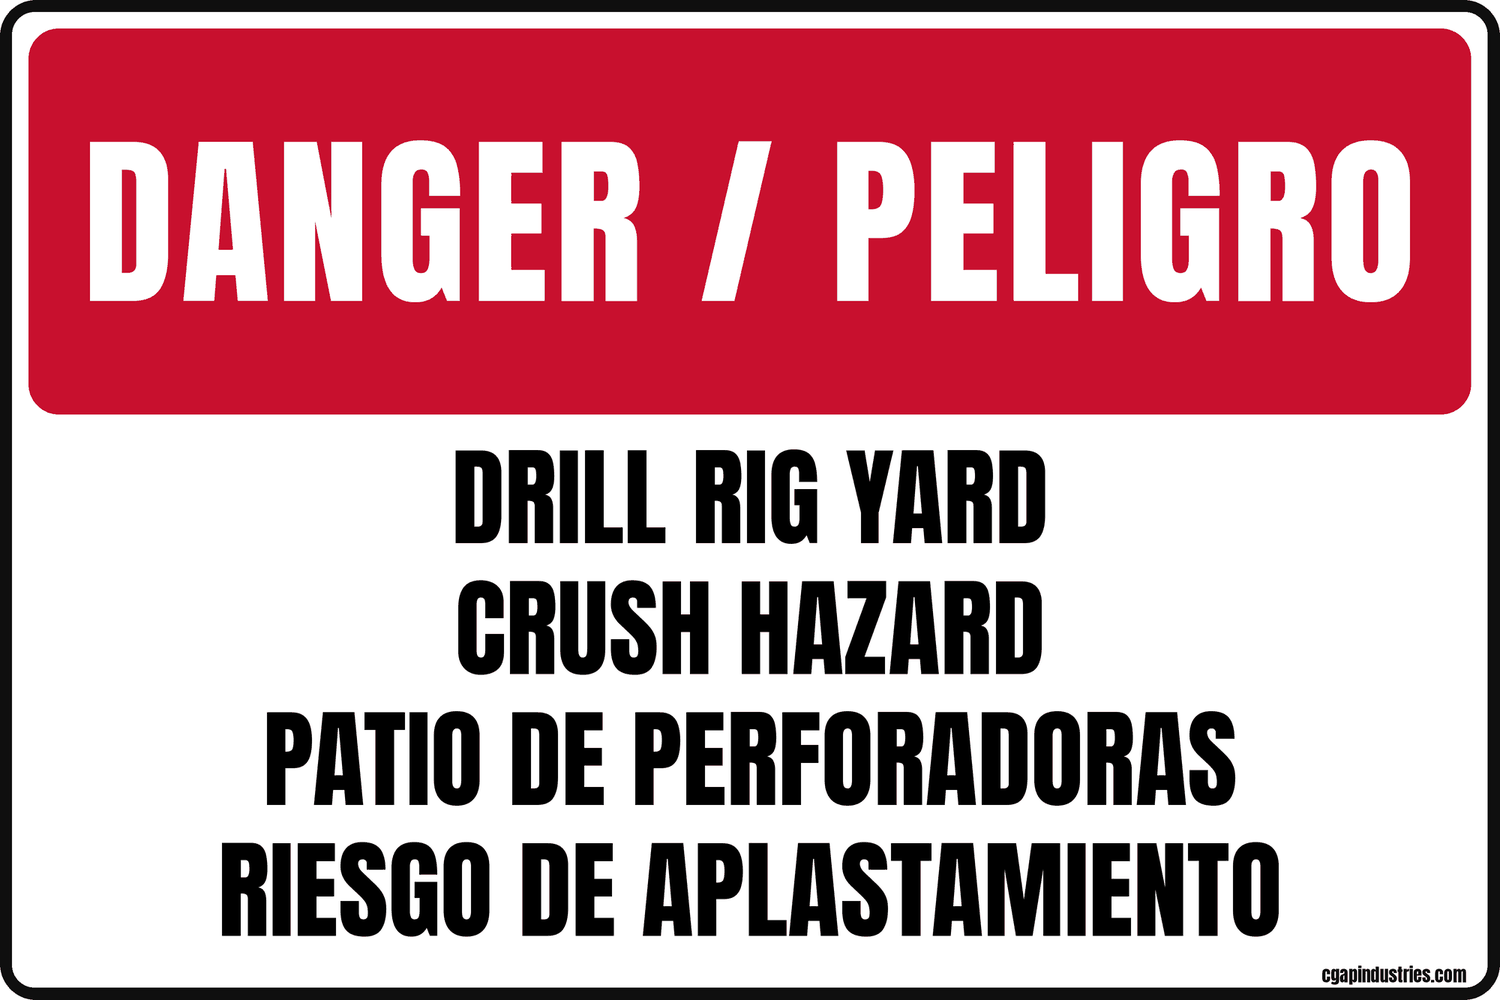 DANGER / PELIGRO
DRILL RIG YARD
CRUSH HAZARD
PATIO DE PERFORADORAS
RIESGO DE APLASTAMIENTO
cgapindustries.com